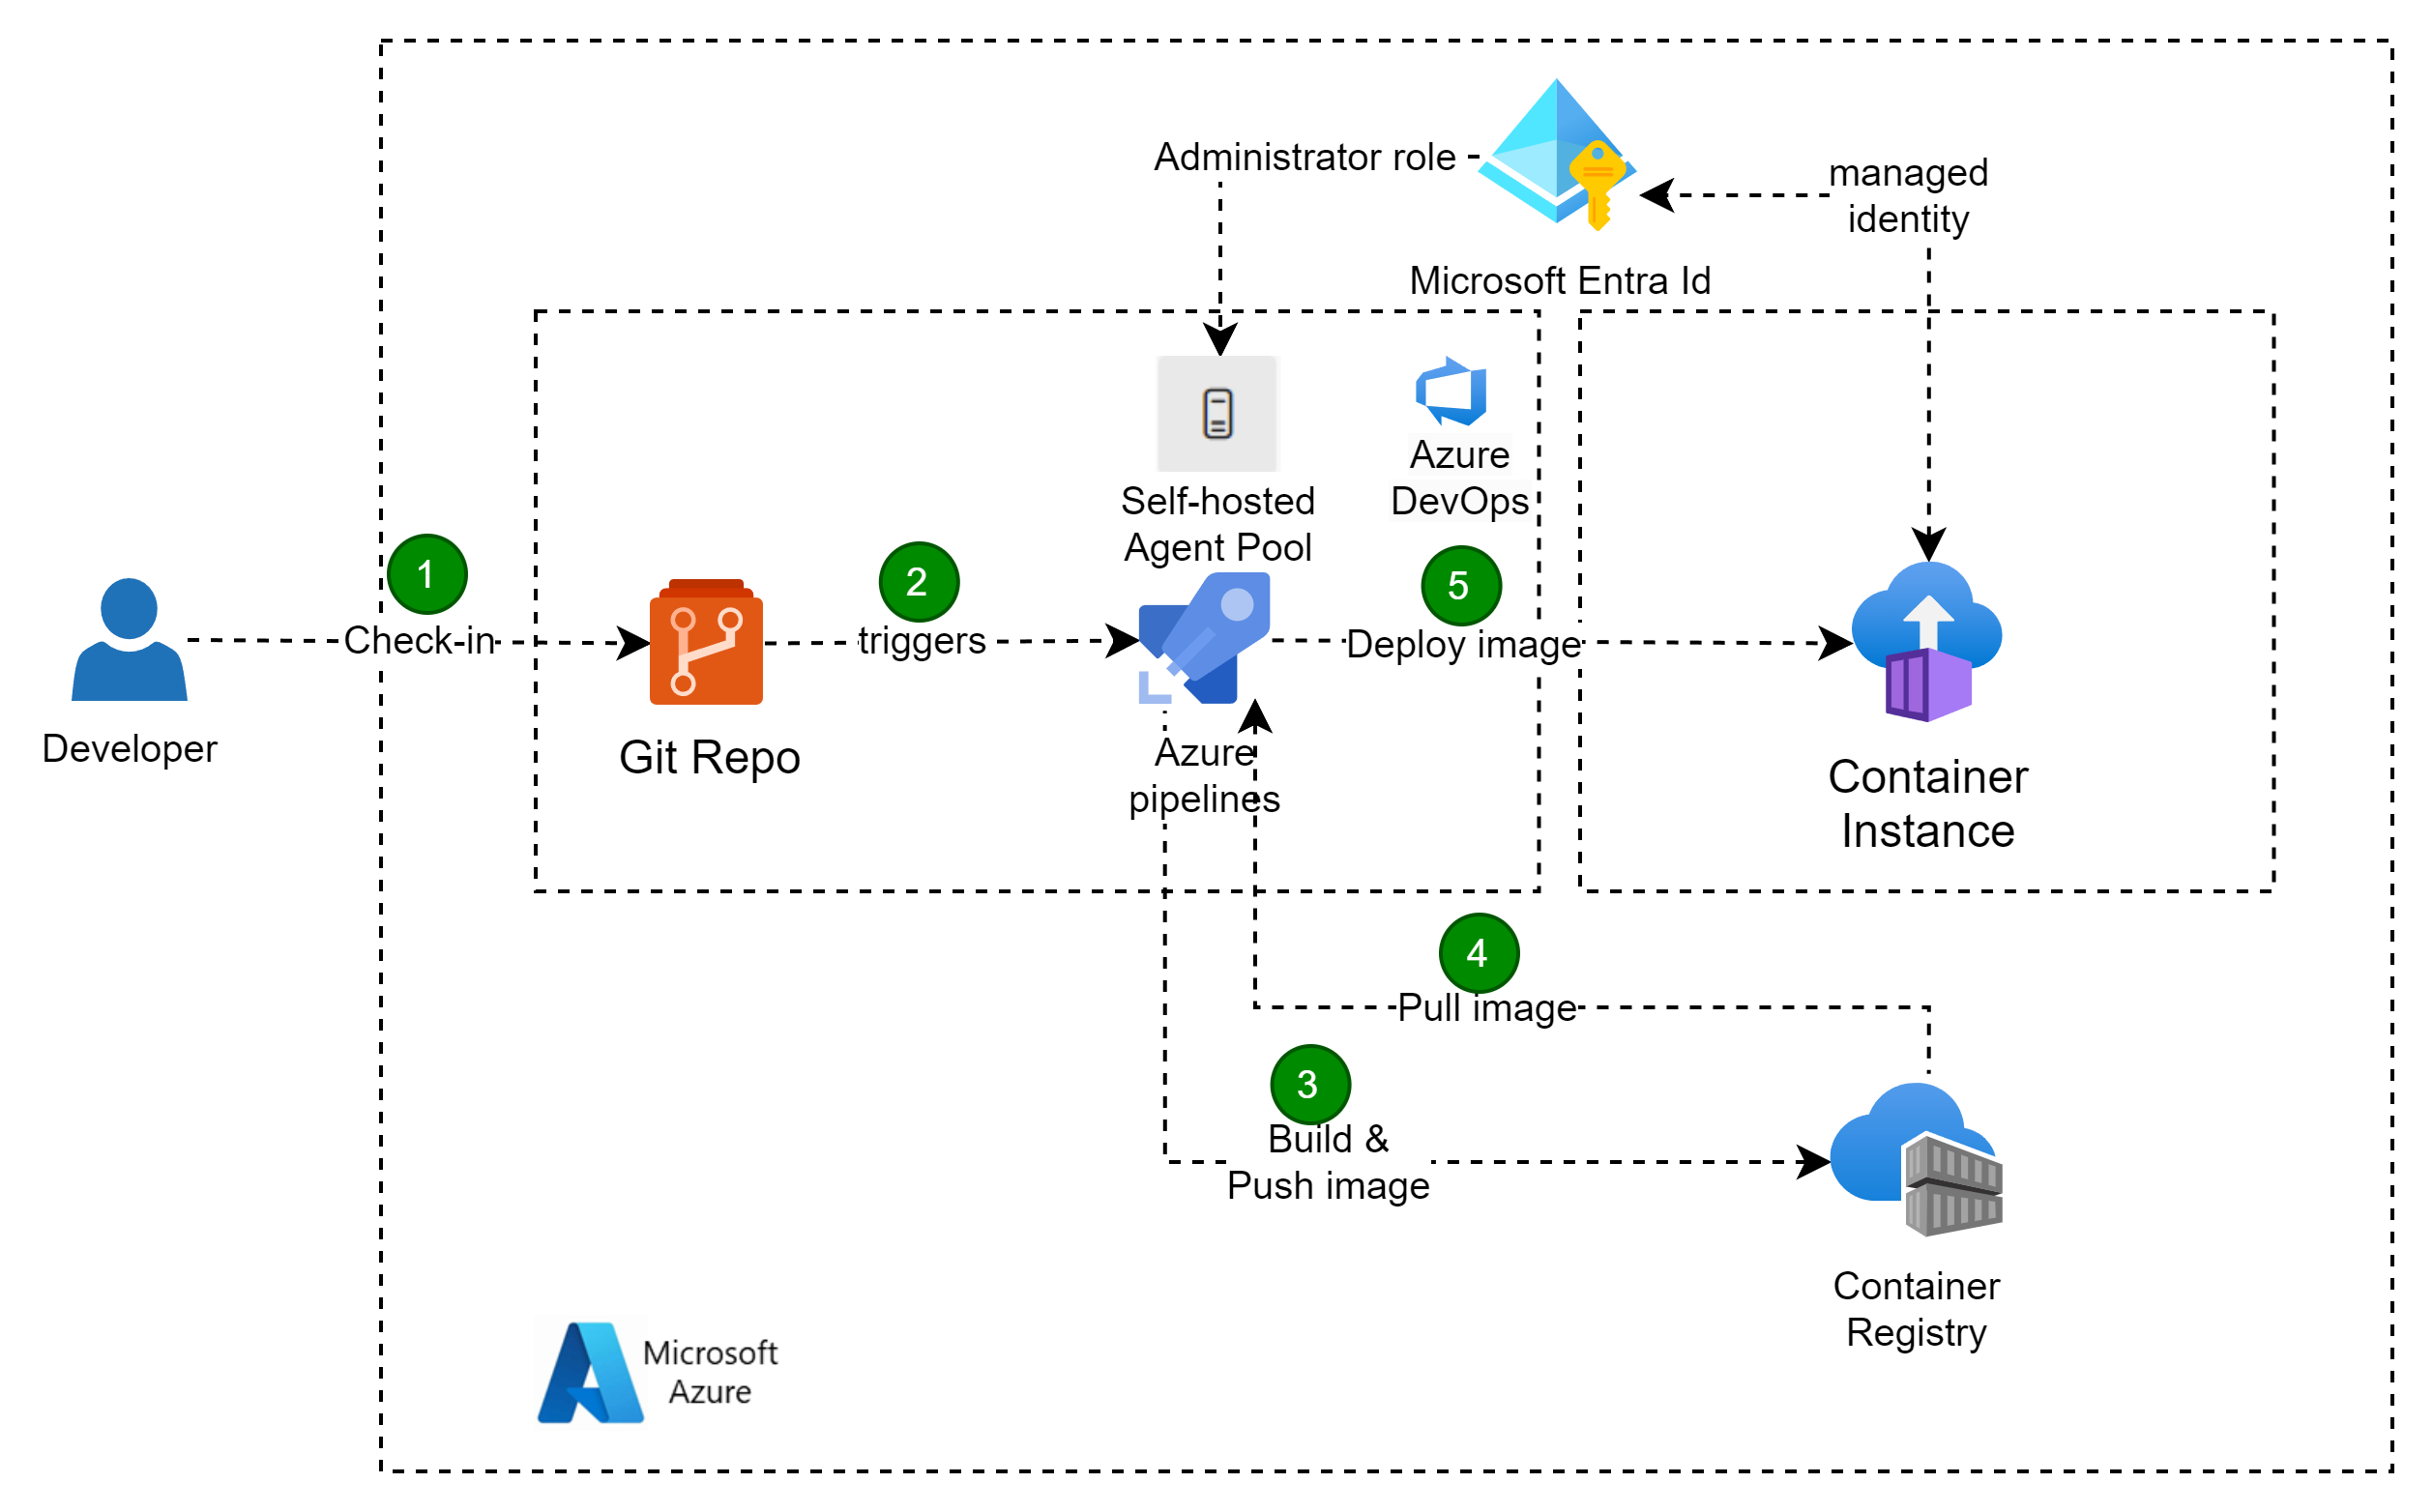 Administrator role
managed
identity
Microsoft Entra Id
Self-hosted
Agent Pool
Azure
DevOps
1
Check-in
2
triggers
5
Deploy image
Developer
Git Repo
Azure
pipelines
Container
Instance
4
Pull image
3
Build &
Push image
Container
Registry
Microsoft
Azure